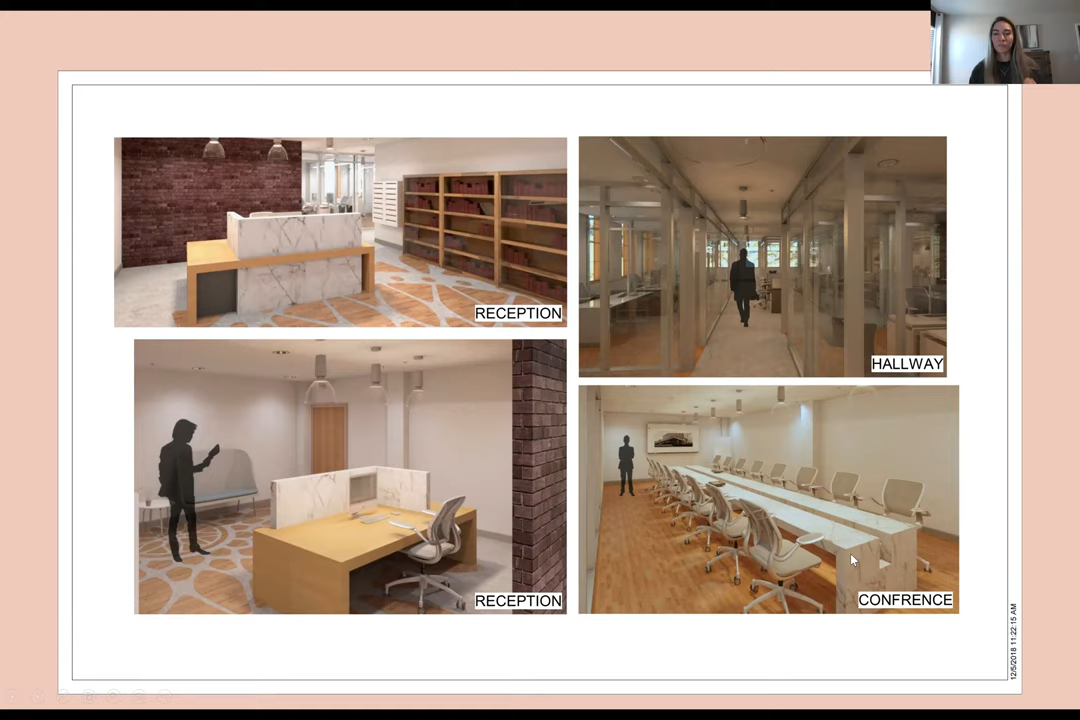 RECEPTION
HALLWAY
RECEPTION
CONFRENCE
12/5/2018 11:22:15 AM